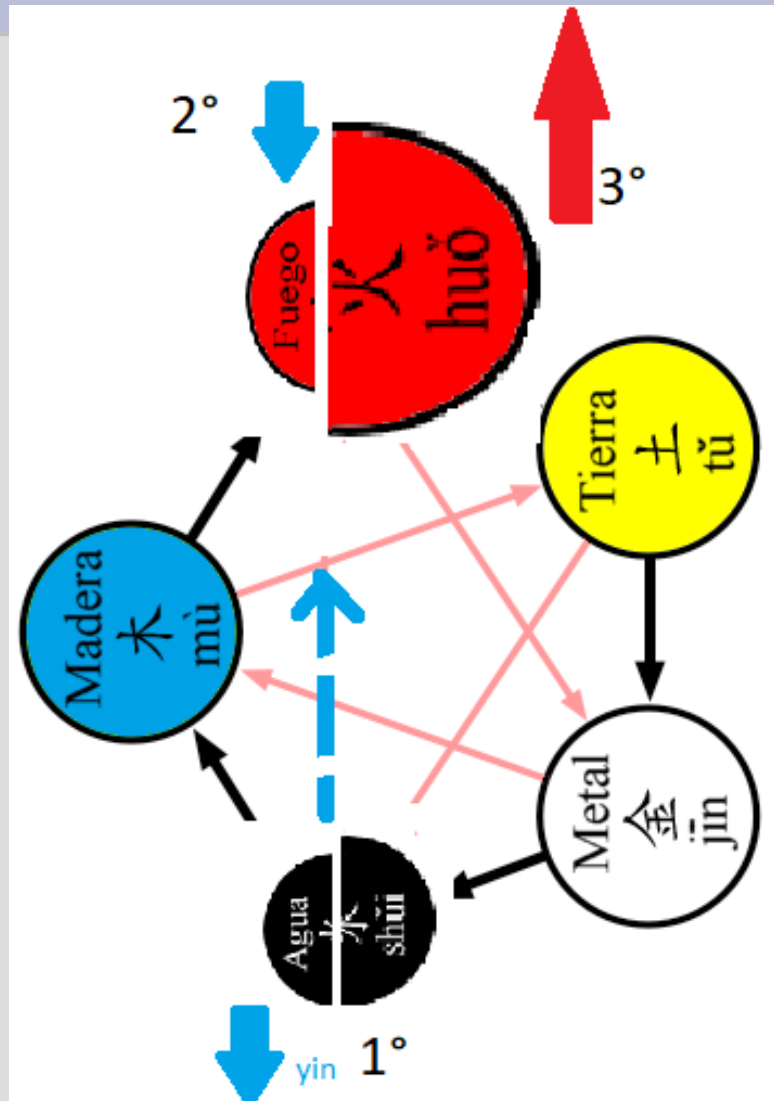 2°
3°
Fuego
火
huǒ
Madera
木
mù
Tierra
土
tǔ
Metal
金
jīn
Agua
水
shuǐ
yin
1°